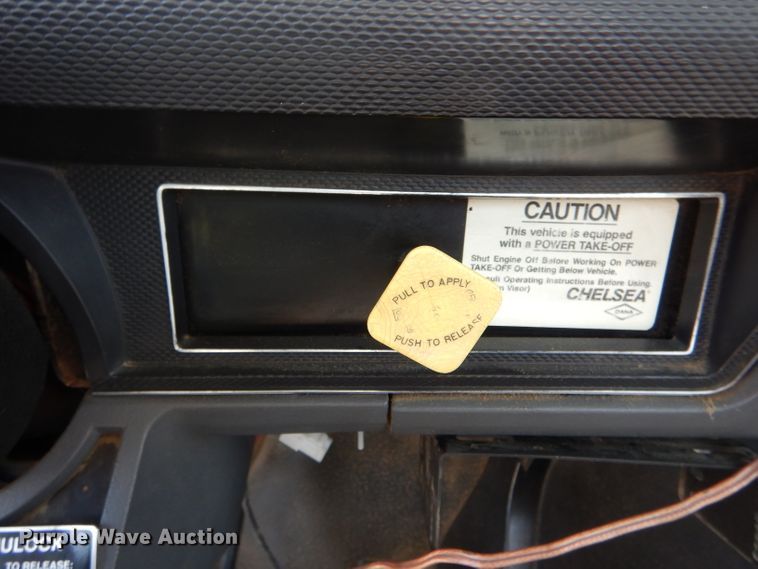 CAUTION
This vehicle is equipped
with a POWER TAKE-OFF
Shut Engine Off Before Working On POWER
TAKE-OFF Or Getting Below Vehicle.
Operating Instructions Before Using.
Visor)
CHELSEA
DANA
PULL TO APPLY
PUSH TO RELEASE
ULOCK
TO RELEASE:
Purple Wave Auction